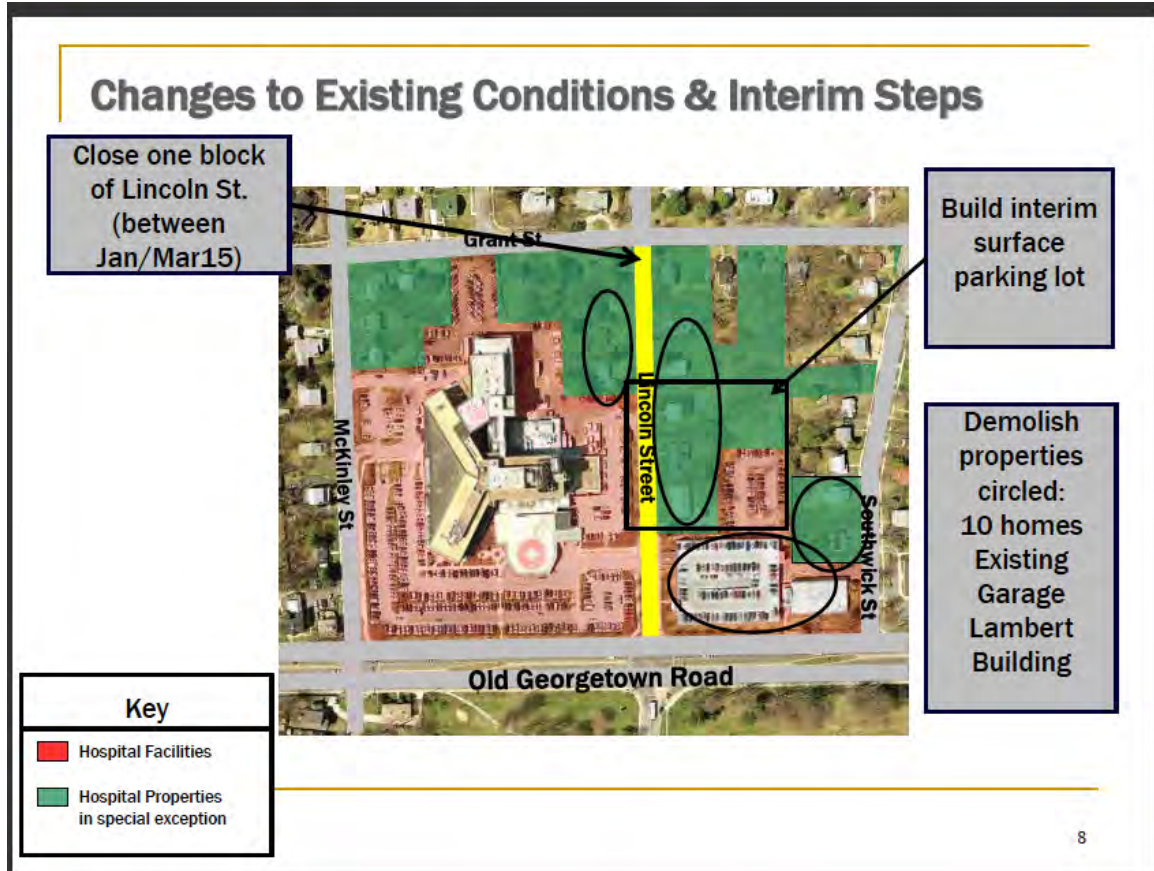 Changes to Existing Conditions & Interim Steps
Close one block
of Lincoln St.
(between
Jan/Mar15)
Build interim
surface
parking lot
Grant St
Lincoln Street
McKinley St
Southwick St
Demolish
properties
circled:
10 homes
Existing
Garage
Lambert
Building
Old Georgetown Road
Key
Hospital Facilities
Hospital Properties
in special exception
8